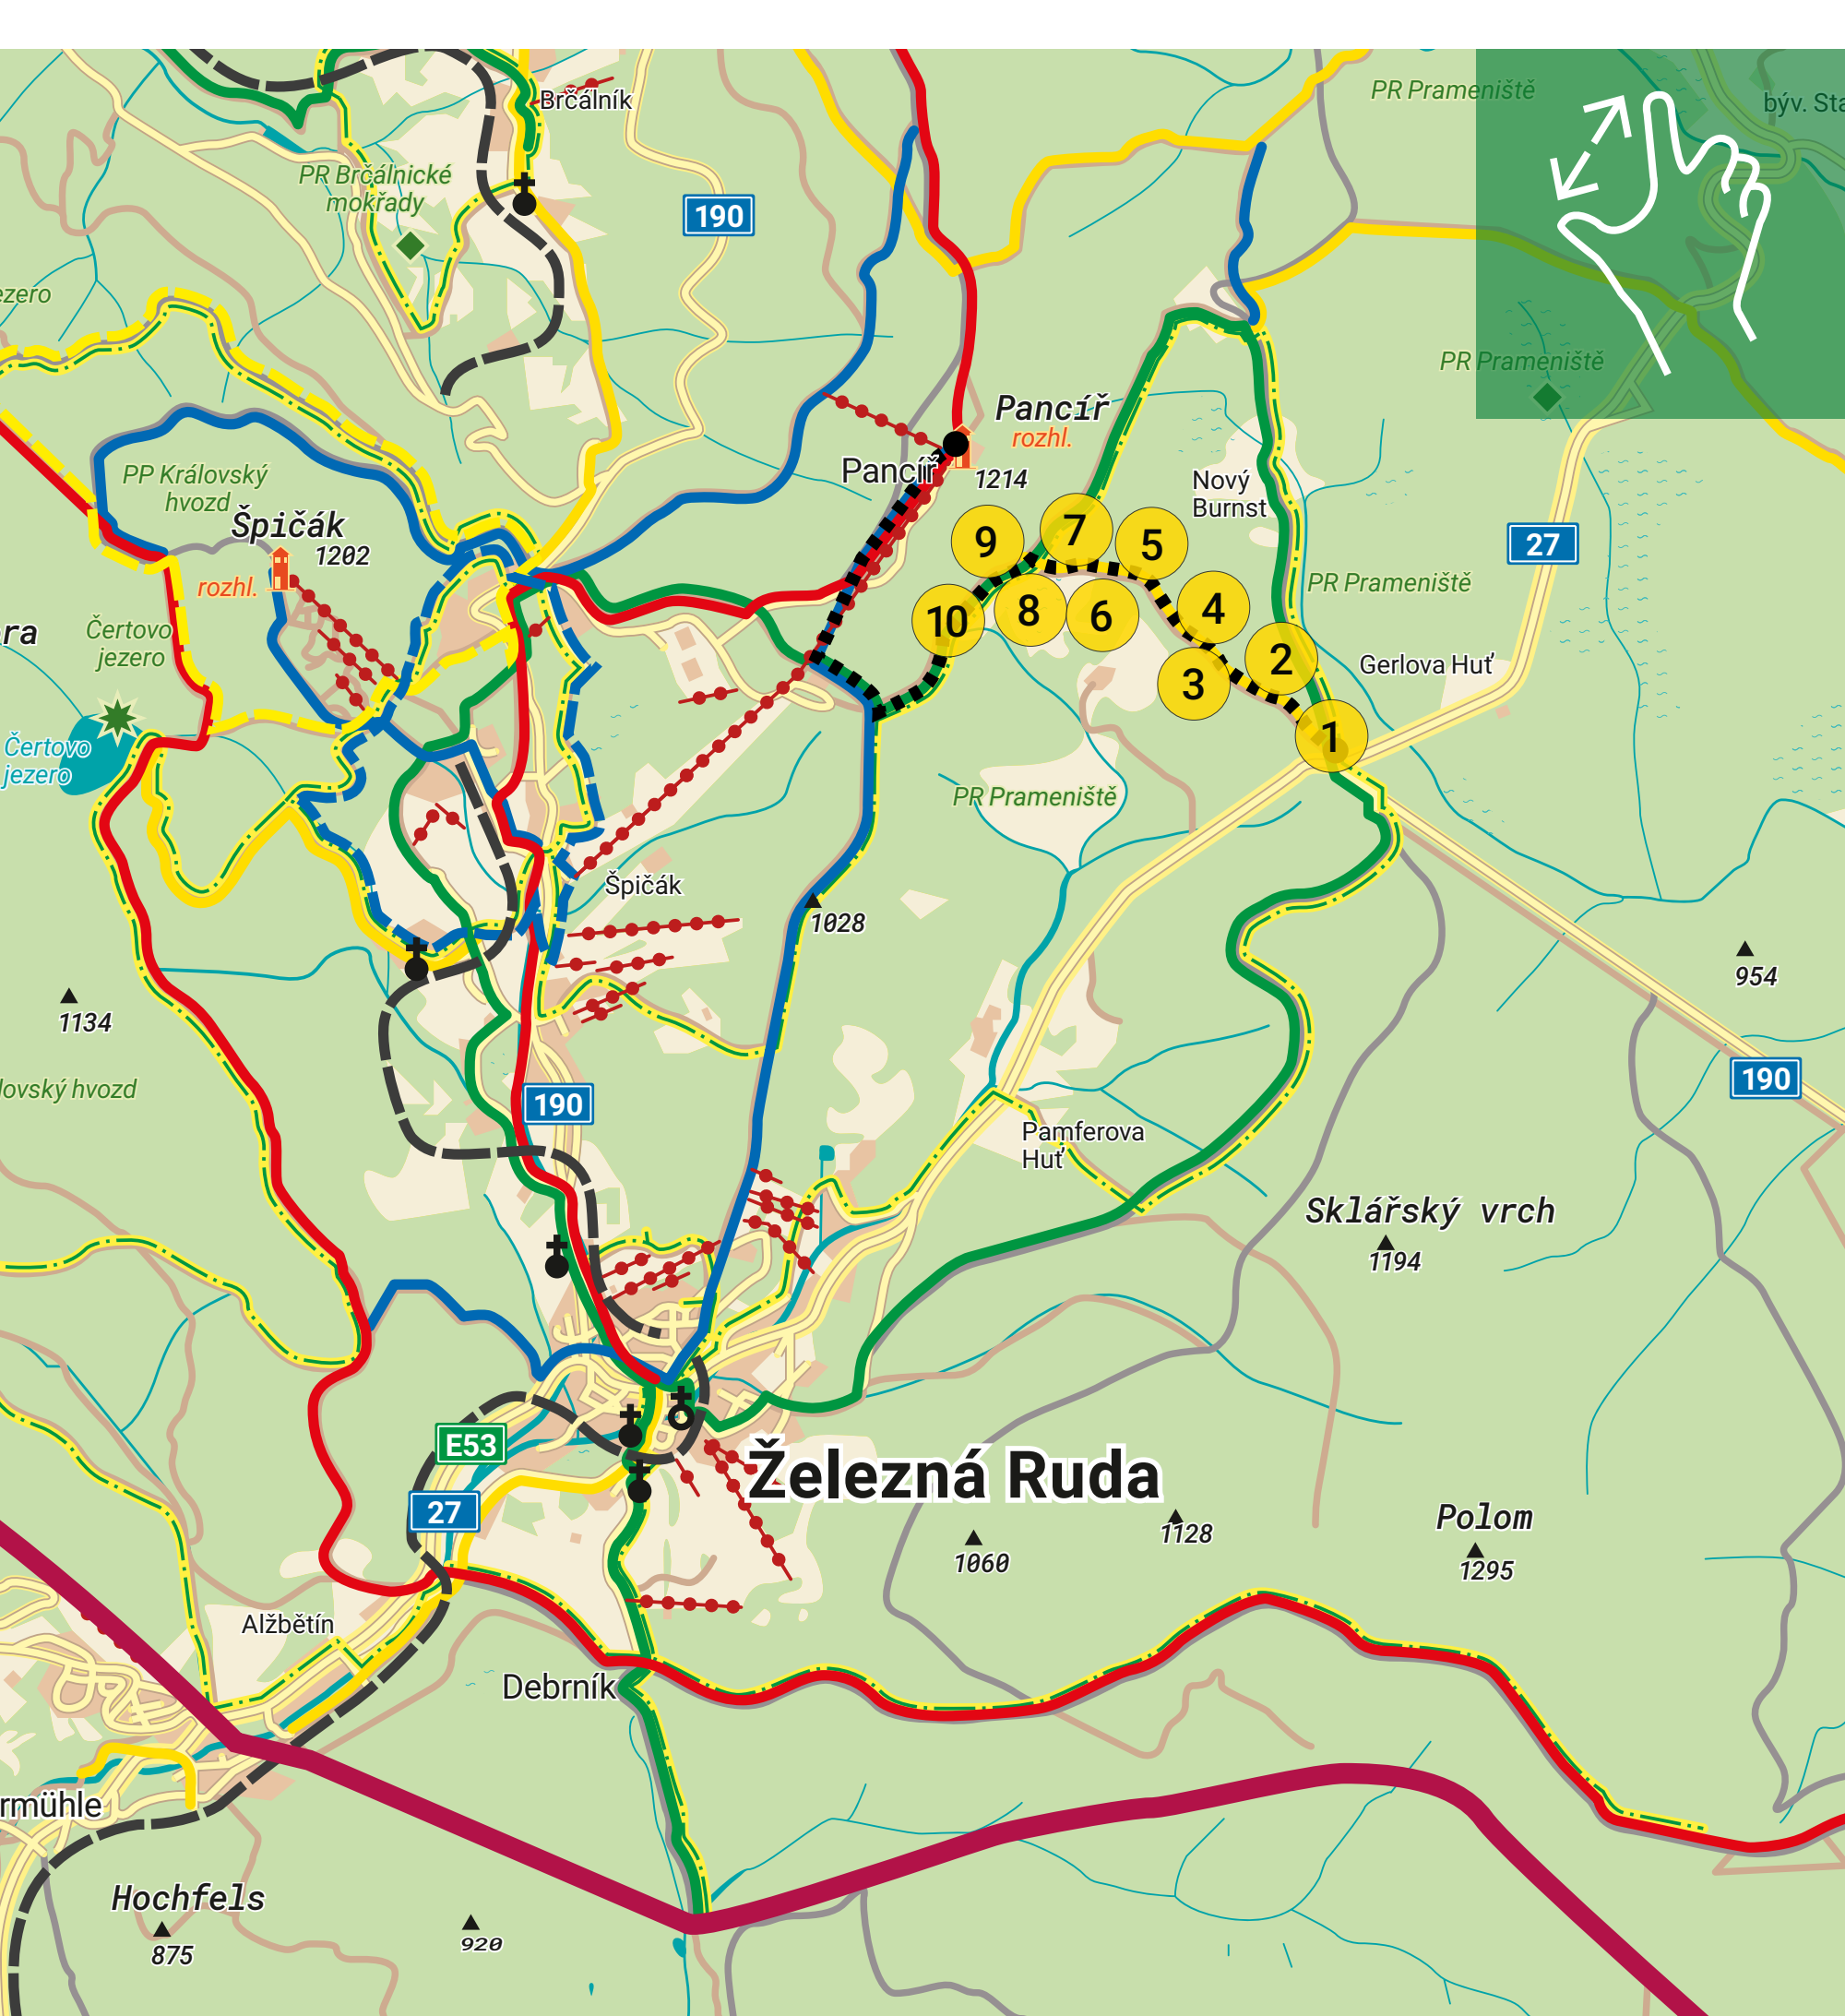 Brčálník
PR Prameniště
PR Brčálnické
mokřady
190
ezero
PR Prameniště
Pancíř
rozhl.
Pancíř
1214
PP Královský
hvozd
Špičák
1202
rozhl.
Nový
Burnst
27
9
7
5
PR Prameniště
10
8
6
4
Čertovo
jezero
ra
3
2
Gerlova Huť
1
Čertovo
jezero
PR Prameniště
Špičák
1028
954
1134
190
lovský hvozd
190
Pamferova
Huť
Sklářský vrch
1194
E53
Železná Ruda
27
1060
1128
Polom
1295
Alžbětín
Debrník
rmühle
Hochfels
875
920